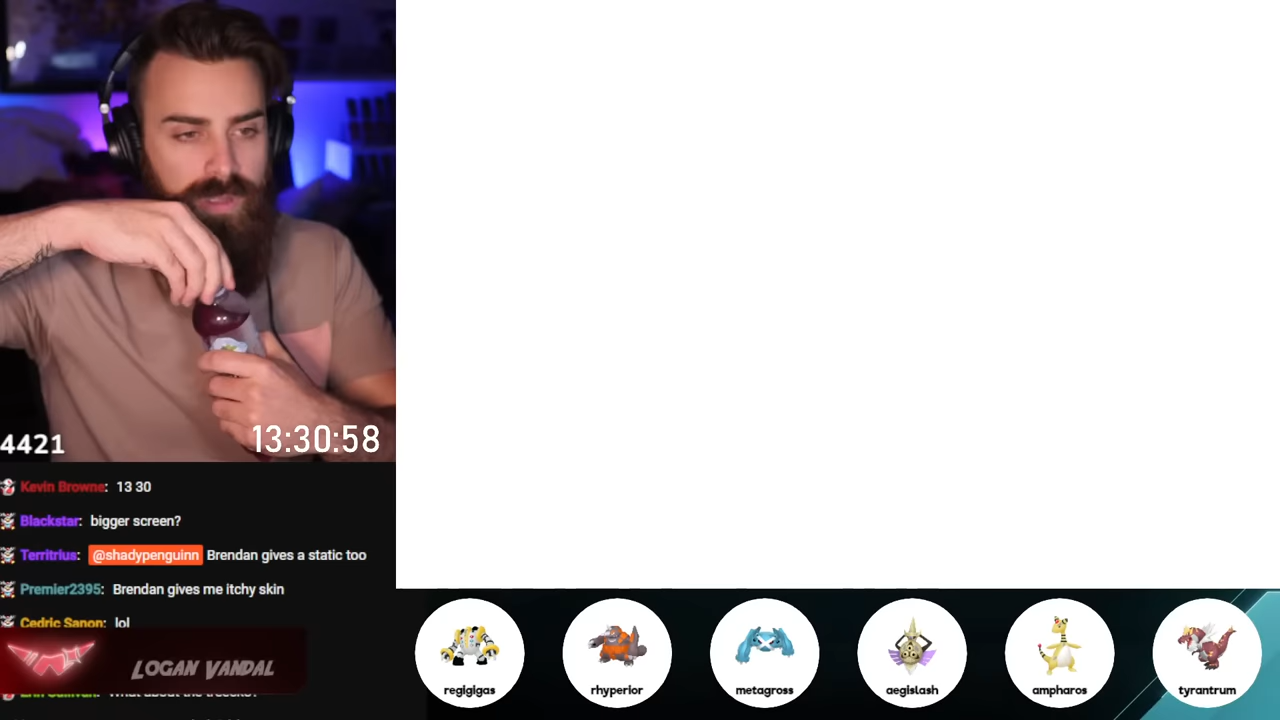 4421
13:30:58
Kevin Browne: 13 30
Blackstar: bigger screen?
Territrius: @shadypenguinn Brendan gives a static too
Premier2395: Brendan gives me itchy skin
Cedric Sanon: lol
LOGAN VANDAL
regigigas
rhyperior
metagross
aegislash
ampharos
tyrantrum